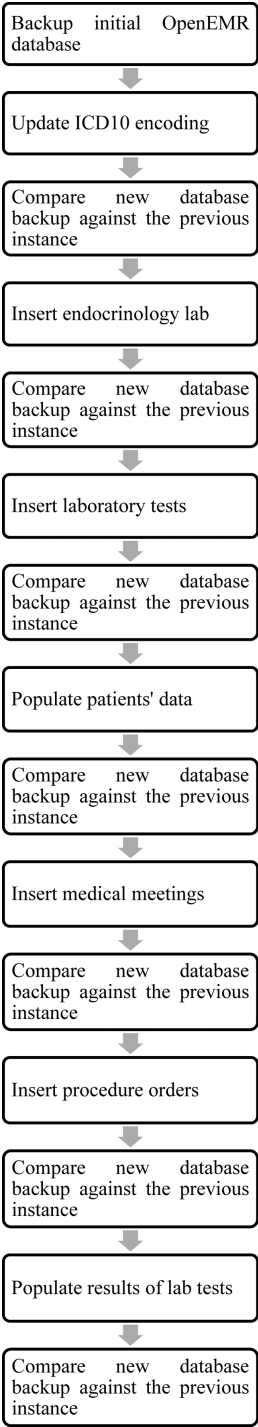 Backup initial OpenEMR
database
Update ICD10 encoding
Compare new database
backup against the previous
instance
Insert endocrinology lab
Compare new database
backup against the previous
instance
Insert laboratory tests
Compare new database
backup against the previous
instance
Populate patients' data
Compare new database
backup against the previous
instance
Insert medical meetings
Compare new database
backup against the previous
instance
Insert procedure orders
Compare new database
backup against the previous
instance
Populate results of lab tests
Compare new database
backup against the previous
instance